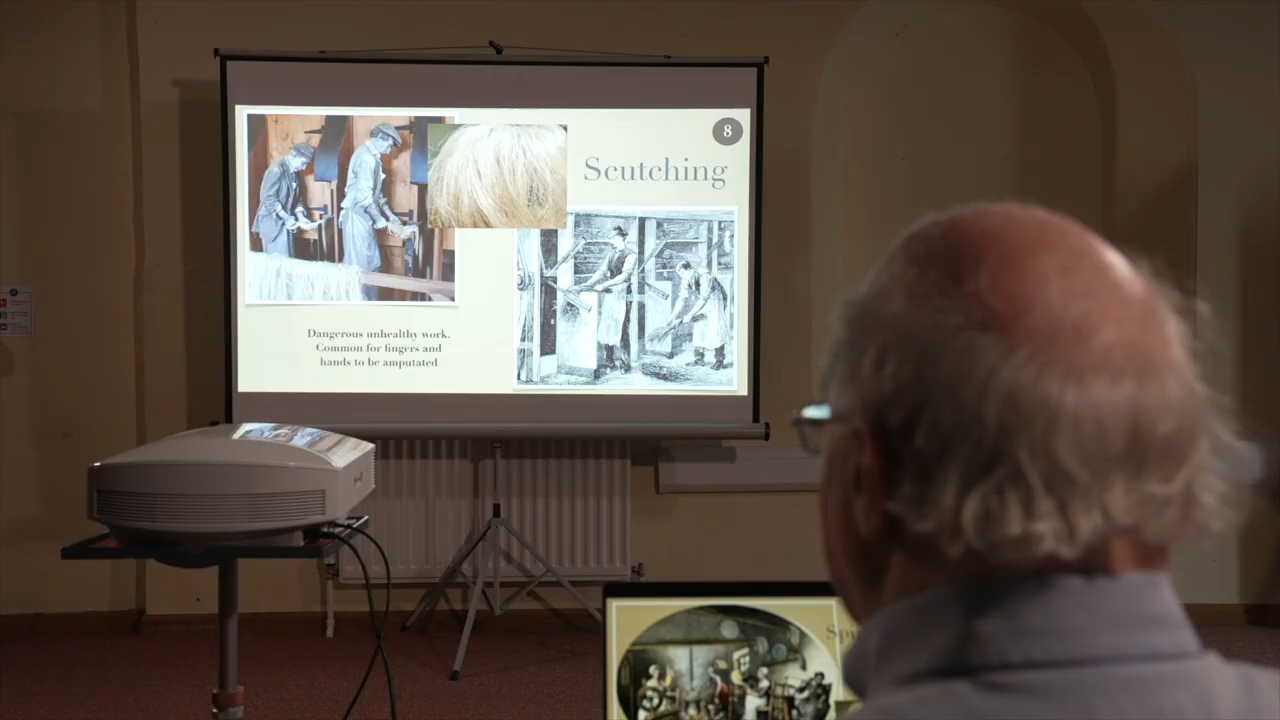 8
Scutching
Dangerous unhealthy work.
Common for fingers and
hands to be amputated